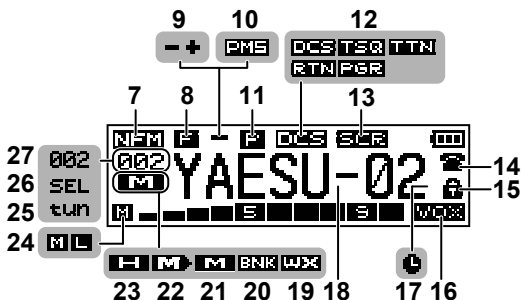 9 10 12
- + PMS DCS TSQ TTN
RTN PGR
7 8 11 13
NFM F - P DCS SCR
27 002 002 YAESU-02 14
26 SEL M 15
25 tun M S 9 VOX
24 M L
H M M BNK WX
23 22 21 20 19 18 17 16